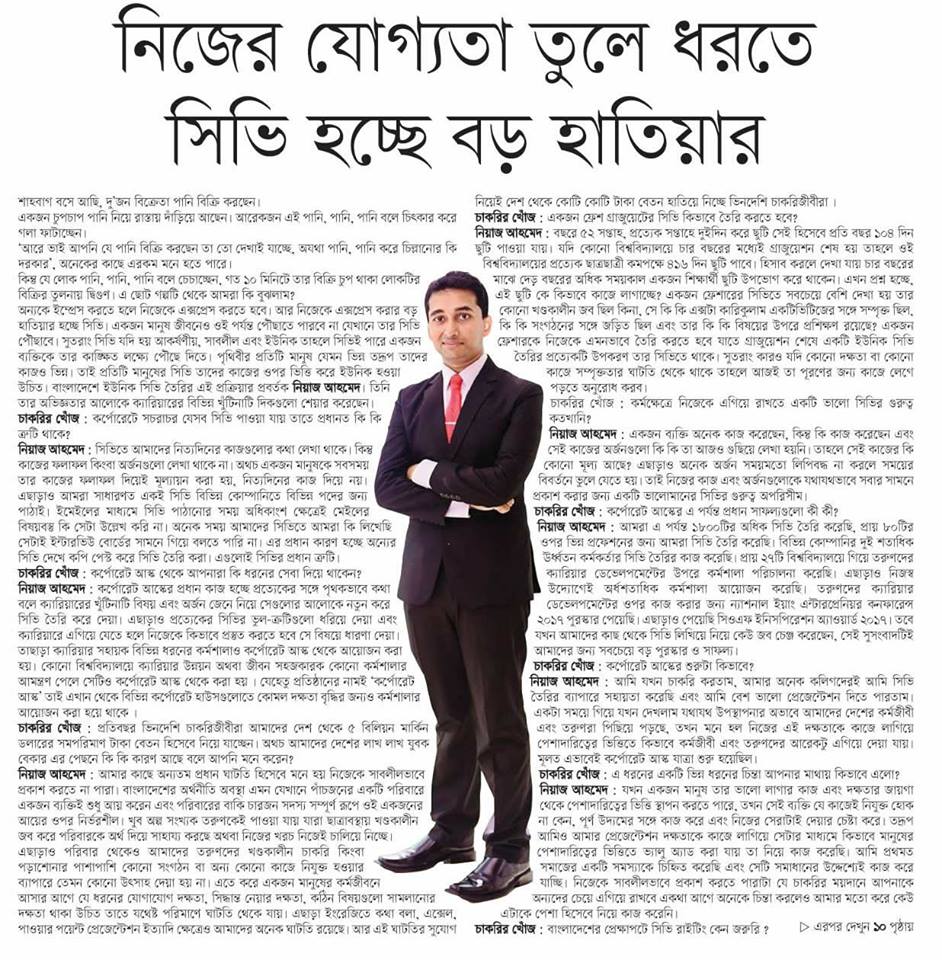 নিজের যোগ্যতা তুলে ধরতে
সিভি হচ্ছে বড় হাতিয়ার
শাহবাগ বসে আছি, দু'জন বিক্রেতা পানি বিক্রি করছেন।
একজন চুপচাপ পানি নিয়ে রাস্তায় দাঁড়িয়ে আছেন। আরেকজন এই পানি, পানি, পানি বলে চিৎকার করে
গলা ফাটাচ্ছেন।
'আরে ভাই আপনি যে পানি বিক্রি করছেন তা তো দেখাই যাচ্ছে, অযথা পানি, পানি করে চিল্লানোর কি
দরকার', অনেকের কাছে এরকম মনে হতে পারে।
কিন্তু যে লোক পানি, পানি, পানি বলে চেচাচ্ছেন, গত ১০ মিনিটে তার বিক্রি চুপ থাকা লোকটির
বিক্রির তুলনায় দ্বিগুণ। এ ছোট গল্পটি থেকে আমরা কি বুঝলাম?
অন্যকে ইম্প্রেস করতে হলে নিজেকে এক্সপ্রেস করতে হবে। আর নিজেকে এক্সপ্রেস করার বড়
হাতিয়ার হচ্ছে সিভি। একজন মানুষ জীবনেও ওই পর্যন্ত পৌঁছাতে পারবে না যেখানে তার সিভি
পৌছাবে। সুতরাং সিভি যদি হয় আকর্ষণীয়, সাবলীল এবং ইউনিক তাহলে সিভিই পারে একজন
ব্যক্তিকে তার কাঙ্ক্ষিত লক্ষ্যে পৌঁছে দিতে। পৃথিবীর প্রতিটি মানুষ যেমন ভিন্ন তদ্রূপ তাদের
কাজও ভিন্ন। তাই প্রতিটি মানুষের সিভি তাদের কাজের ওপর ভিত্তি করে ইউনিক হওয়া
উচিত। বাংলাদেশে ইউনিক সিভি তৈরির এই প্রক্রিয়ার প্রবর্তক নিয়াজ আহমেদ। তিনি
তার অভিজ্ঞতার আলোকে ক্যারিয়ারের বিভিন্ন খুঁটিনাটি দিকগুলো শেয়ার করেছেন।
চাকরির খোঁজ : কর্পোরেটে সচরাচর যেসব সিভি পাওয়া যায় তাতে প্রধানত কি কি
ত্রুটি থাকে?
নিয়াজ আহমেদ : সিভিতে আমাদের নিত্যদিনের কাজগুলোর কথা লেখা থাকে। কিন্তু
কাজের ফলাফল কিংবা অর্জনগুলো লেখা থাকে না। অথচ একজন মানুষকে সবসময়
তার কাজের ফলাফল দিয়েই মূল্যায়ন করা হয়, নিত্যদিনের কাজ দিয়ে নয়।
এছাড়াও আমরা সাধারণত একই সিভি বিভিন্ন কোম্পানিতে বিভিন্ন পদের জন্য
পাঠাই। ইমেইলের মাধ্যমে সিভি পাঠানোর সময় অধিকাংশ ক্ষেত্রেই মেইলের
বিষয়বস্তু কি সেটা উল্লেখ করি না। অনেক সময় আমাদের সিভিতে আমরা কি লিখেছি
সেটাই ইন্টারভিউ বোর্ডের সামনে গিয়ে বলতে পারি না। এর প্রধান কারণ হচ্ছে অন্যের
সিভি দেখে কপি পেস্ট করে সিভি তৈরি করা। এগুলোই সিভির প্রধান ত্রুটি।
চাকরির খোঁজ : কর্পোরেট আস্ক থেকে আপনারা কি ধরনের সেবা দিয়ে থাকেন?
নিয়াজ আহমেদ : কর্পোরেট আস্কের প্রধান কাজ হচ্ছে প্রত্যেকের সঙ্গে পৃথকভাবে কথা
বলে ক্যারিয়ারের খুঁটিনাটি বিষয় এবং অর্জন জেনে নিয়ে সেগুলোর আলোকে নতুন করে
সিভি তৈরি করে দেয়া। এছাড়াও প্রত্যেকের সিভির ভুল-ত্রুটিগুলো ধরিয়ে দেয়া এবং
ক্যারিয়ারে এগিয়ে যেতে হলে নিজেকে কিভাবে প্রস্তুত করতে হবে সে বিষয়ে ধারণা দেয়া।
তাছাড়া ক্যারিয়ার সহায়ক বিভিন্ন ধরনের কর্মশালাও কর্পোরেট আস্ক থেকে আয়োজন করা
হয়। কোনো বিশ্ববিদ্যালয়ে ক্যারিয়ার উন্নয়ন অথবা জীবন সহজকারক কোনো কর্মশালার
আমন্ত্রণ পেলে সেটিও কর্পোরেট আস্ক থেকে করা হয় । যেহেতু প্রতিষ্ঠানের নামই 'কর্পোরেট
আস্ক' তাই এখান থেকে বিভিন্ন কর্পোরেট হাউসগুলোতে কোমল দক্ষতা বৃদ্ধির জন্যও কর্মশালার
আয়োজন করা হয়ে থাকে ।
চাকরির খোঁজ : প্রতিবছর ভিনদেশি চাকরিজীবীরা আমাদের দেশ থেকে ৫ বিলিয়ন মার্কিন
ডলারের সমপরিমাণ টাকা বেতন হিসেবে নিয়ে যাচ্ছেন। অথচ আমাদের দেশের লাখ লাখ যুবক
বেকার এর পেছনে কি কি কারণ আছে বলে আপনি মনে করেন?
নিয়াজ আহমেদ : আমার কাছে অন্যতম প্রধান ঘাটতি হিসেবে মনে হয় নিজেকে সাবলীলভাবে
প্রকাশ করতে না পারা। বাংলাদেশের অর্থনীতি অবস্থা এমন যেখানে পাঁচজনের একটি পরিবারে
একজন ব্যক্তিই শুধু আয় করেন এবং পরিবারের বাকি চারজন সদস্য সম্পূর্ণ রূপে ওই একজনের
আয়ের ওপর নির্ভরশীল। খুব অল্প সংখ্যক তরুণকেই পাওয়া যায় যারা ছাত্রাবস্থায় খণ্ডকালীন
জব করে পরিবারকে অর্থ দিয়ে সাহায্য করছে অথবা নিজের খরচ নিজেই চালিয়ে নিচ্ছে।
এছাড়াও পরিবার থেকেও আমাদের তরুণদের খণ্ডকালীন চাকরি কিংবা
পড়াশোনার পাশাপাশি কোনো সংগঠন বা অন্য কোনো কাজে নিযুক্ত হওয়ার
ব্যাপারে তেমন কোনো উৎসাহ দেয়া হয় না। এতে করে একজন মানুষের কর্মজীবনে
আসার আগে যে ধরনের যোগাযোগ দক্ষতা, সিদ্ধান্ত নেয়ার দক্ষতা, কঠিন বিষয়গুলো সামলানোর
দক্ষতা থাকা উচিত তাতে যথেষ্ট পরিমাণে ঘাটতি থেকে যায়। এছাড়া ইংরেজিতে কথা বলা, এক্সেল,
পাওয়ার পয়েন্ট প্রেজেন্টেশন ইত্যাদি ক্ষেত্রেও আমাদের অনেক ঘাটতি রয়েছে। আর এই ঘাটতির সুযোগ
নিয়েই দেশ থেকে কোটি কোটি টাকা বেতন হাতিয়ে নিচ্ছে ভিনদেশি চাকরিজীবীরা ।
চাকরির খোঁজ : একজন ফ্রেশ গ্রাজুয়েটের সিভি কিভাবে তৈরি করতে হবে?
নিয়াজ আহমেদ : বছরে ৫২ সপ্তাহ, প্রত্যেক সপ্তাহে দুইদিন করে ছুটি সেই হিসেবে প্রতি বছর ১০৪ দিন
ছুটি পাওয়া যায়। যদি কোনো বিশ্ববিদ্যালয়ে চার বছরের মধ্যেই গ্রাজুয়েশন শেষ হয় তাহলে ওই
বিশ্ববিদ্যালয়ের প্রত্যেক ছাত্রছাত্রী কমপক্ষে ৪১৬ দিন ছুটি পাবে। হিসাব করলে দেখা যায় চার বছরের
মাঝে দেড় বছরের অধিক সময়কাল একজন শিক্ষার্থী ছুটি উপভোগ করে থাকেন। এখন প্রশ্ন হচ্ছে,
এই ছুটি কে কিভাবে কাজে লাগাচ্ছে? একজন ফ্রেশারের সিভিতে সবচেয়ে বেশি দেখা হয় তার
কোনো খণ্ডকালীন জব ছিল কিনা, সে কি কি এক্সট্রা কারিকুলাম একটিভিটিজের সঙ্গে সম্পৃক্ত ছিল,
কি কি সংগঠনের সঙ্গে জড়িত ছিল এবং তার কি কি বিষয়ের উপরে প্রশিক্ষণ রয়েছে? একজন
ফ্রেশারকে নিজেকে এমনভাবে তৈরি করতে হবে যাতে গ্রাজুয়েশন শেষে একটি ইউনিক সিভি
তৈরির প্রত্যেকটি উপকরণ তার সিভিতে থাকে। সুতরাং কারও যদি কোনো দক্ষতা বা কোনো
কাজে সম্পৃক্ততার ঘাটতি থেকে থাকে তাহলে আজই তা পূরণের জন্য কাজে লেগে
পড়তে অনুরোধ করব।
চাকরির খোঁজ : কর্মক্ষেত্রে নিজেকে এগিয়ে রাখতে একটি ভালো সিভির গুরুত্ব
কতখানি?
নিয়াজ আহমেদ : একজন ব্যক্তি অনেক কাজ করেছেন, কিন্তু কি কাজ করেছেন এবং
সেই কাজের অর্জনগুলো কি কি তা আজও গুছিয়ে লেখা হয়নি। তাহলে সেই কাজের কি
কোনো মূল্য আছে? এছাড়াও অনেক অর্জন সময়মতো লিপিবদ্ধ না করলে সময়ের
বিবর্তনে ভুলে যেতে হয়। তাই নিজের কাজ এবং অর্জনগুলোকে যথাযথভাবে সবার সামনে
প্রকাশ করার জন্য একটি ভালোমানের সিভির গুরুত্ব অপরিসীম।
চাকরির খোঁজ : কর্পোরেট আস্কের এ পর্যন্ত প্রধান সাফল্যগুলো কী কী?
নিয়াজ আহমেদ : আমরা এ পর্যন্ত ১৮০০টির অধিক সিভি তৈরি করেছি, প্রায় ৮০টির
ওপর ভিন্ন প্রফেশনের জন্য আমরা সিভি তৈরি করেছি। বিভিন্ন কোম্পানির দুই শতাধিক
উর্ধ্বতন কর্মকর্তার সিভি তৈরির কাজ করেছি। প্রায় ২৭টি বিশ্ববিদ্যালয়ে গিয়ে তরুণদের
ক্যারিয়ার ডেভেলপমেন্টের উপরে কর্মশালা পরিচালনা করেছি। এছাড়াও নিজস্ব
উদ্যোগেই অর্ধশতাধিক কর্মশালা আয়োজন করেছি। তরুণদের ক্যারিয়ার
ডেভেলপমেন্টের ওপর কাজ করার জন্য ন্যাশনাল ইয়াং এন্টারপ্রেনিয়র কনফারেন্স
২০১৭ পুরস্কার পেয়েছি। এছাড়াও পেয়েছি সিওএফ ইনসপিরেশন অ্যাওয়ার্ড ২০১৭। তবে
যখন আমাদের কাছ থেকে সিভি লিখিয়ে নিয়ে কেউ জব চেঞ্জ করেছেন, সেই সুসংবাদটিই
আমাদের জন্য সবচেয়ে বড় পুরস্কার ও সাফল্য।
চাকরির খোঁজ : কর্পোরেট আস্কের শুরুটা কিভাবে?
নিয়াজ আহমেদ : আমি যখন চাকরি করতাম, আমার অনেক কলিগদেরই আমি সিভি
তৈরির ব্যাপারে সহায়তা করেছি এবং আমি বেশ ভালো প্রেজেন্টেশন দিতে পারতাম।
একটা সময়ে গিয়ে যখন দেখলাম যথাযথ উপস্থাপনার অভাবে আমাদের দেশের কর্মজীবী
এবং তরুণরা পিছিয়ে পড়ছে, তখন মনে হল নিজের এই দক্ষতাকে কাজে লাগিয়ে
পেশাদারিত্বের ভিত্তিতে কিভাবে কর্মজীবী এবং তরুণদের আরেকটু এগিয়ে দেয়া যায়।
মূলত এভাবেই কর্পোরেট আস্ক যাত্রা শুরু হয়েছিল।
চাকরির খোঁজ : এ ধরনের একটি ভিন্ন ধরনের চিন্তা আপনার মাথায় কিভাবে এলো?
নিয়াজ আহমেদ : যখন একজন মানুষ তার ভালো লাগার কাজ এবং দক্ষতার জায়গা
থেকে পেশাদারিত্বের ভিত্তি স্থাপন করতে পারে, তখন সেই ব্যক্তি যে কাজেই নিযুক্ত হোক
না কেন, পূর্ণ উদ্যমের সঙ্গে কাজ করে এবং নিজের সেরাটাই দেয়ার চেষ্টা করে। তদ্রূপ
আমিও আমার প্রেজেন্টেশন দক্ষতাকে কাজে লাগিয়ে সেটার মাধ্যমে কিভাবে মানুষের
পেশাদারিত্বের ভিত্তিতে ভ্যালু অ্যাড করা যায় তা নিয়ে কাজ করেছি। আমি প্রথমত
সমাজের একটি সমস্যাকে চিহ্নিত করেছি এবং সেটি সমাধানের উদ্দেশ্যেই কাজ করে
যাচ্ছি। নিজেকে সাবলীলভাবে প্রকাশ করতে পারাটা যে চাকরির ময়দানে আপনাকে
অন্যদের চেয়ে এগিয়ে রাখবে একথা আগে অনেকে চিন্তা করলেও আমার মতো করে কেউ
এটাকে পেশা হিসেবে নিয়ে কাজ করেনি।
চাকরির খোঁজ : বাংলাদেশের প্রেক্ষাপটে সিভি রাইটিং কেন জরুরি ?
▷ এরপর দেখুন ১০ পৃষ্ঠায়